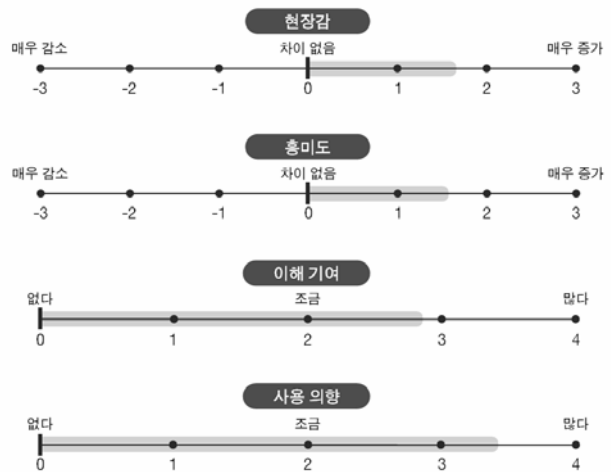 현장감
매우 감소 차이 없음 매우 증가
-3 -2 -1 0 1 2 3
흥미도
매우 감소 차이 없음 매우 증가
-3 -2 -1 0 1 2 3
이해 기여
없다 조금 많다
0 1 2 3 4
사용 의향
없다 조금 많다
0 1 2 3 4